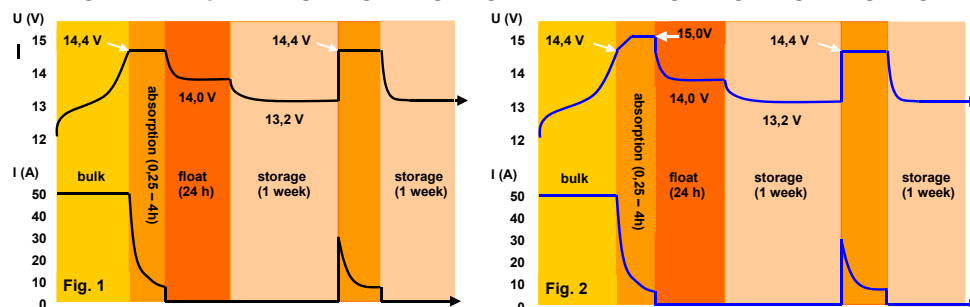 U (V)
I
15
14
13
12
I (A)
50
40
30
20
10
0
14,4 V
14,0 V
13,2 V
14,4 V
bulk
absorption (0,25 – 4h)
float
(24 h)
storage
(1 week)
storage
(1 week)
Fig. 1
U (V)
15
14
13
12
I (A)
50
40
30
20
10
0
14,4 V
15,0V
14,0 V
13,2 V
14,4 V
bulk
absorption (0,25 – 4h)
float
(24 h)
storage
(1 week)
storage
(1 week)
Fig. 2